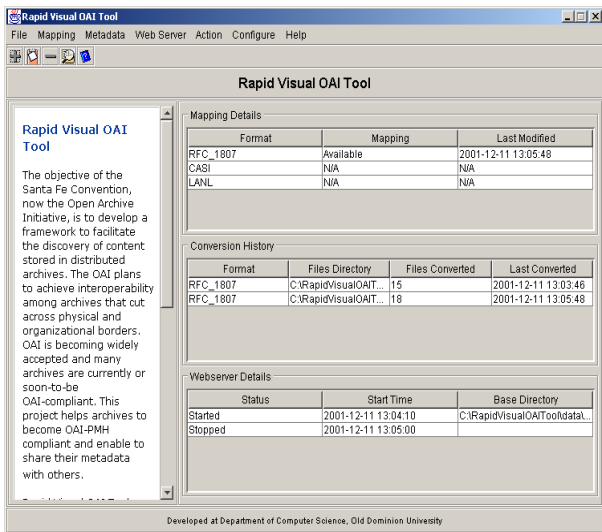 Rapid Visual OAI Tool
File Mapping Metadata Web Server Action Configure Help
Rapid Visual OAI Tool
Rapid Visual OAI
Tool
The objective of the
Santa Fe Convention,
now the Open Archive
Initiative, is to develop a
framework to facilitate
the discovery of content
stored in distributed
archives. The OAI plans
to achieve interoperability
among archives that cut
across physical and
organizational borders.
OAI is becoming widely
accepted and many
archives are currently or
soon-to-be
OAI-compliant. This
project helps archives to
become OAI-PMH
compliant and enable to
share their metadata
with others.
Mapping Details
Format Mapping Last Modified
RFC_1807 Available 2001-12-11 13:05:48
CASI N/A N/A
LANL N/A N/A
Conversion History
Format Files Directory Files Converted Last Converted
RFC_1807 C:\RapidVisualOAIT... 15 2001-12-11 13:03:46
RFC_1807 C:\RapidVisualOAIT... 18 2001-12-11 13:05:48
Webserver Details
Status Start Time Base Directory
Started 2001-12-11 13:04:10 C:\RapidVisualOAITool\data\...
Stopped 2001-12-11 13:05:00
Developed at Department of Computer Science, Old Dominion University